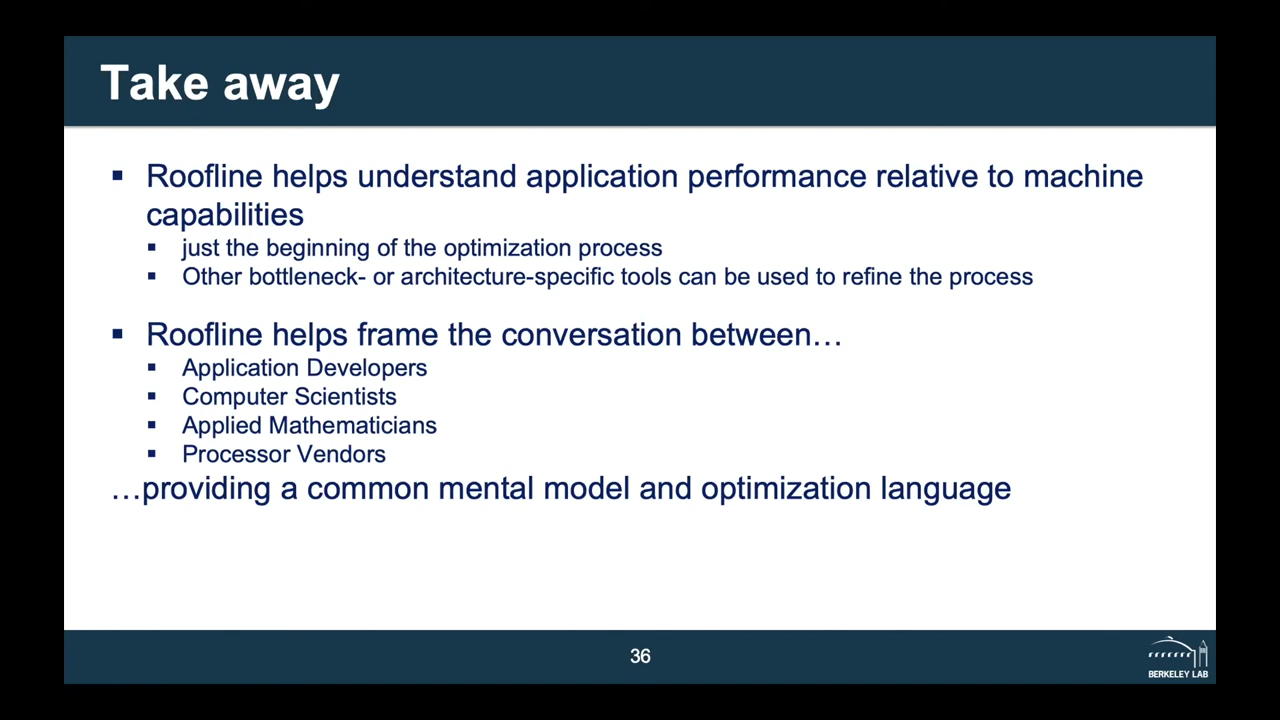 Take away
▪ Roofline helps understand application performance relative to machine
capabilities
▪ just the beginning of the optimization process
▪ Other bottleneck- or architecture-specific tools can be used to refine the process
▪ Roofline helps frame the conversation between…
▪ Application Developers
▪ Computer Scientists
▪ Applied Mathematicians
▪ Processor Vendors
…providing a common mental model and optimization language
36
BERKELEY LAB